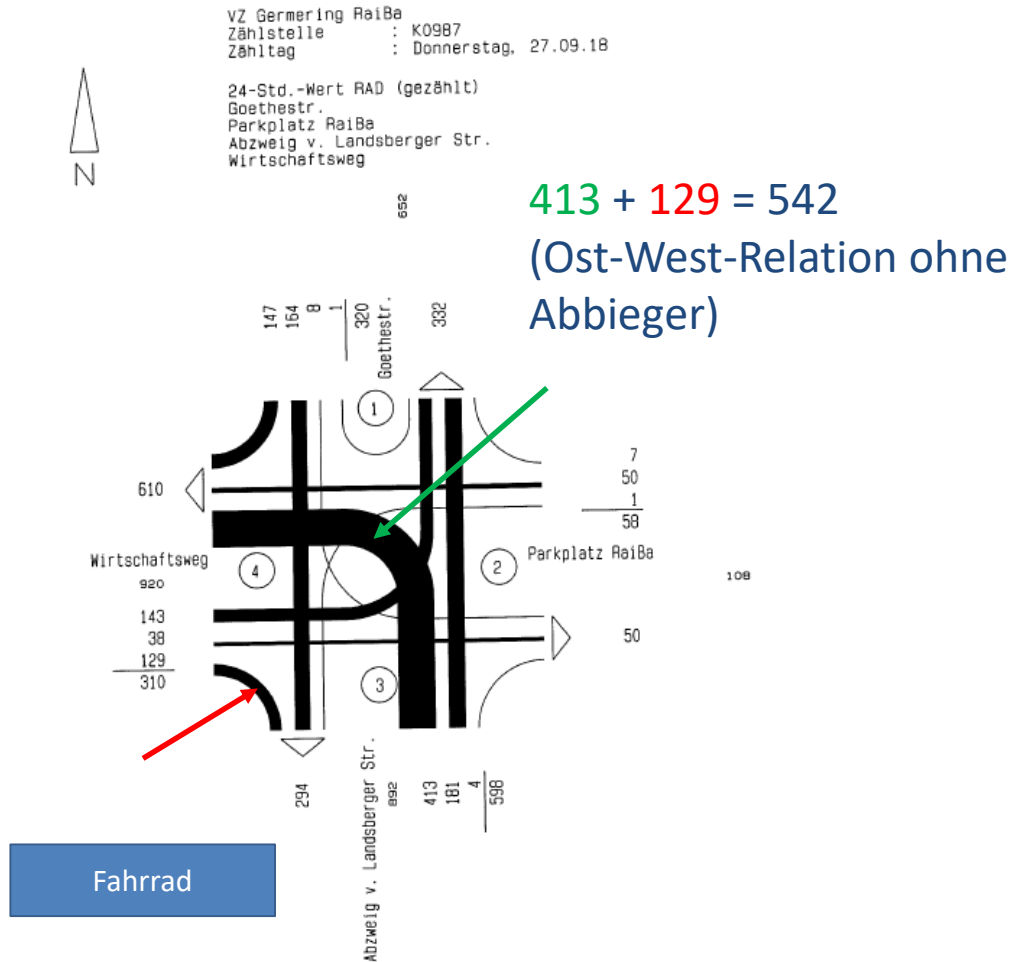 VZ Germering RaiBa
Zählstelle : K0987
Zähltag : Donnerstag, 27.09.18
24-Std.-Wert RAD (gezählt)
Goethestr.
Parkplatz RaiBa
Abzweig v. Landsberger Str.
Wirtschaftsweg
N
413 + 129 = 542
(Ost-West-Relation ohne
Abbieger)
652
147
164
8
1
320
Goethestr.
332
1
7
50
1
58
610
Wirtschaftsweg
920
4
2
Parkplatz RaiBa
108
143
38
129
310
50
3
294
Abzweig v. Landsberger Str.
892
413
181
4
598
Fahrrad